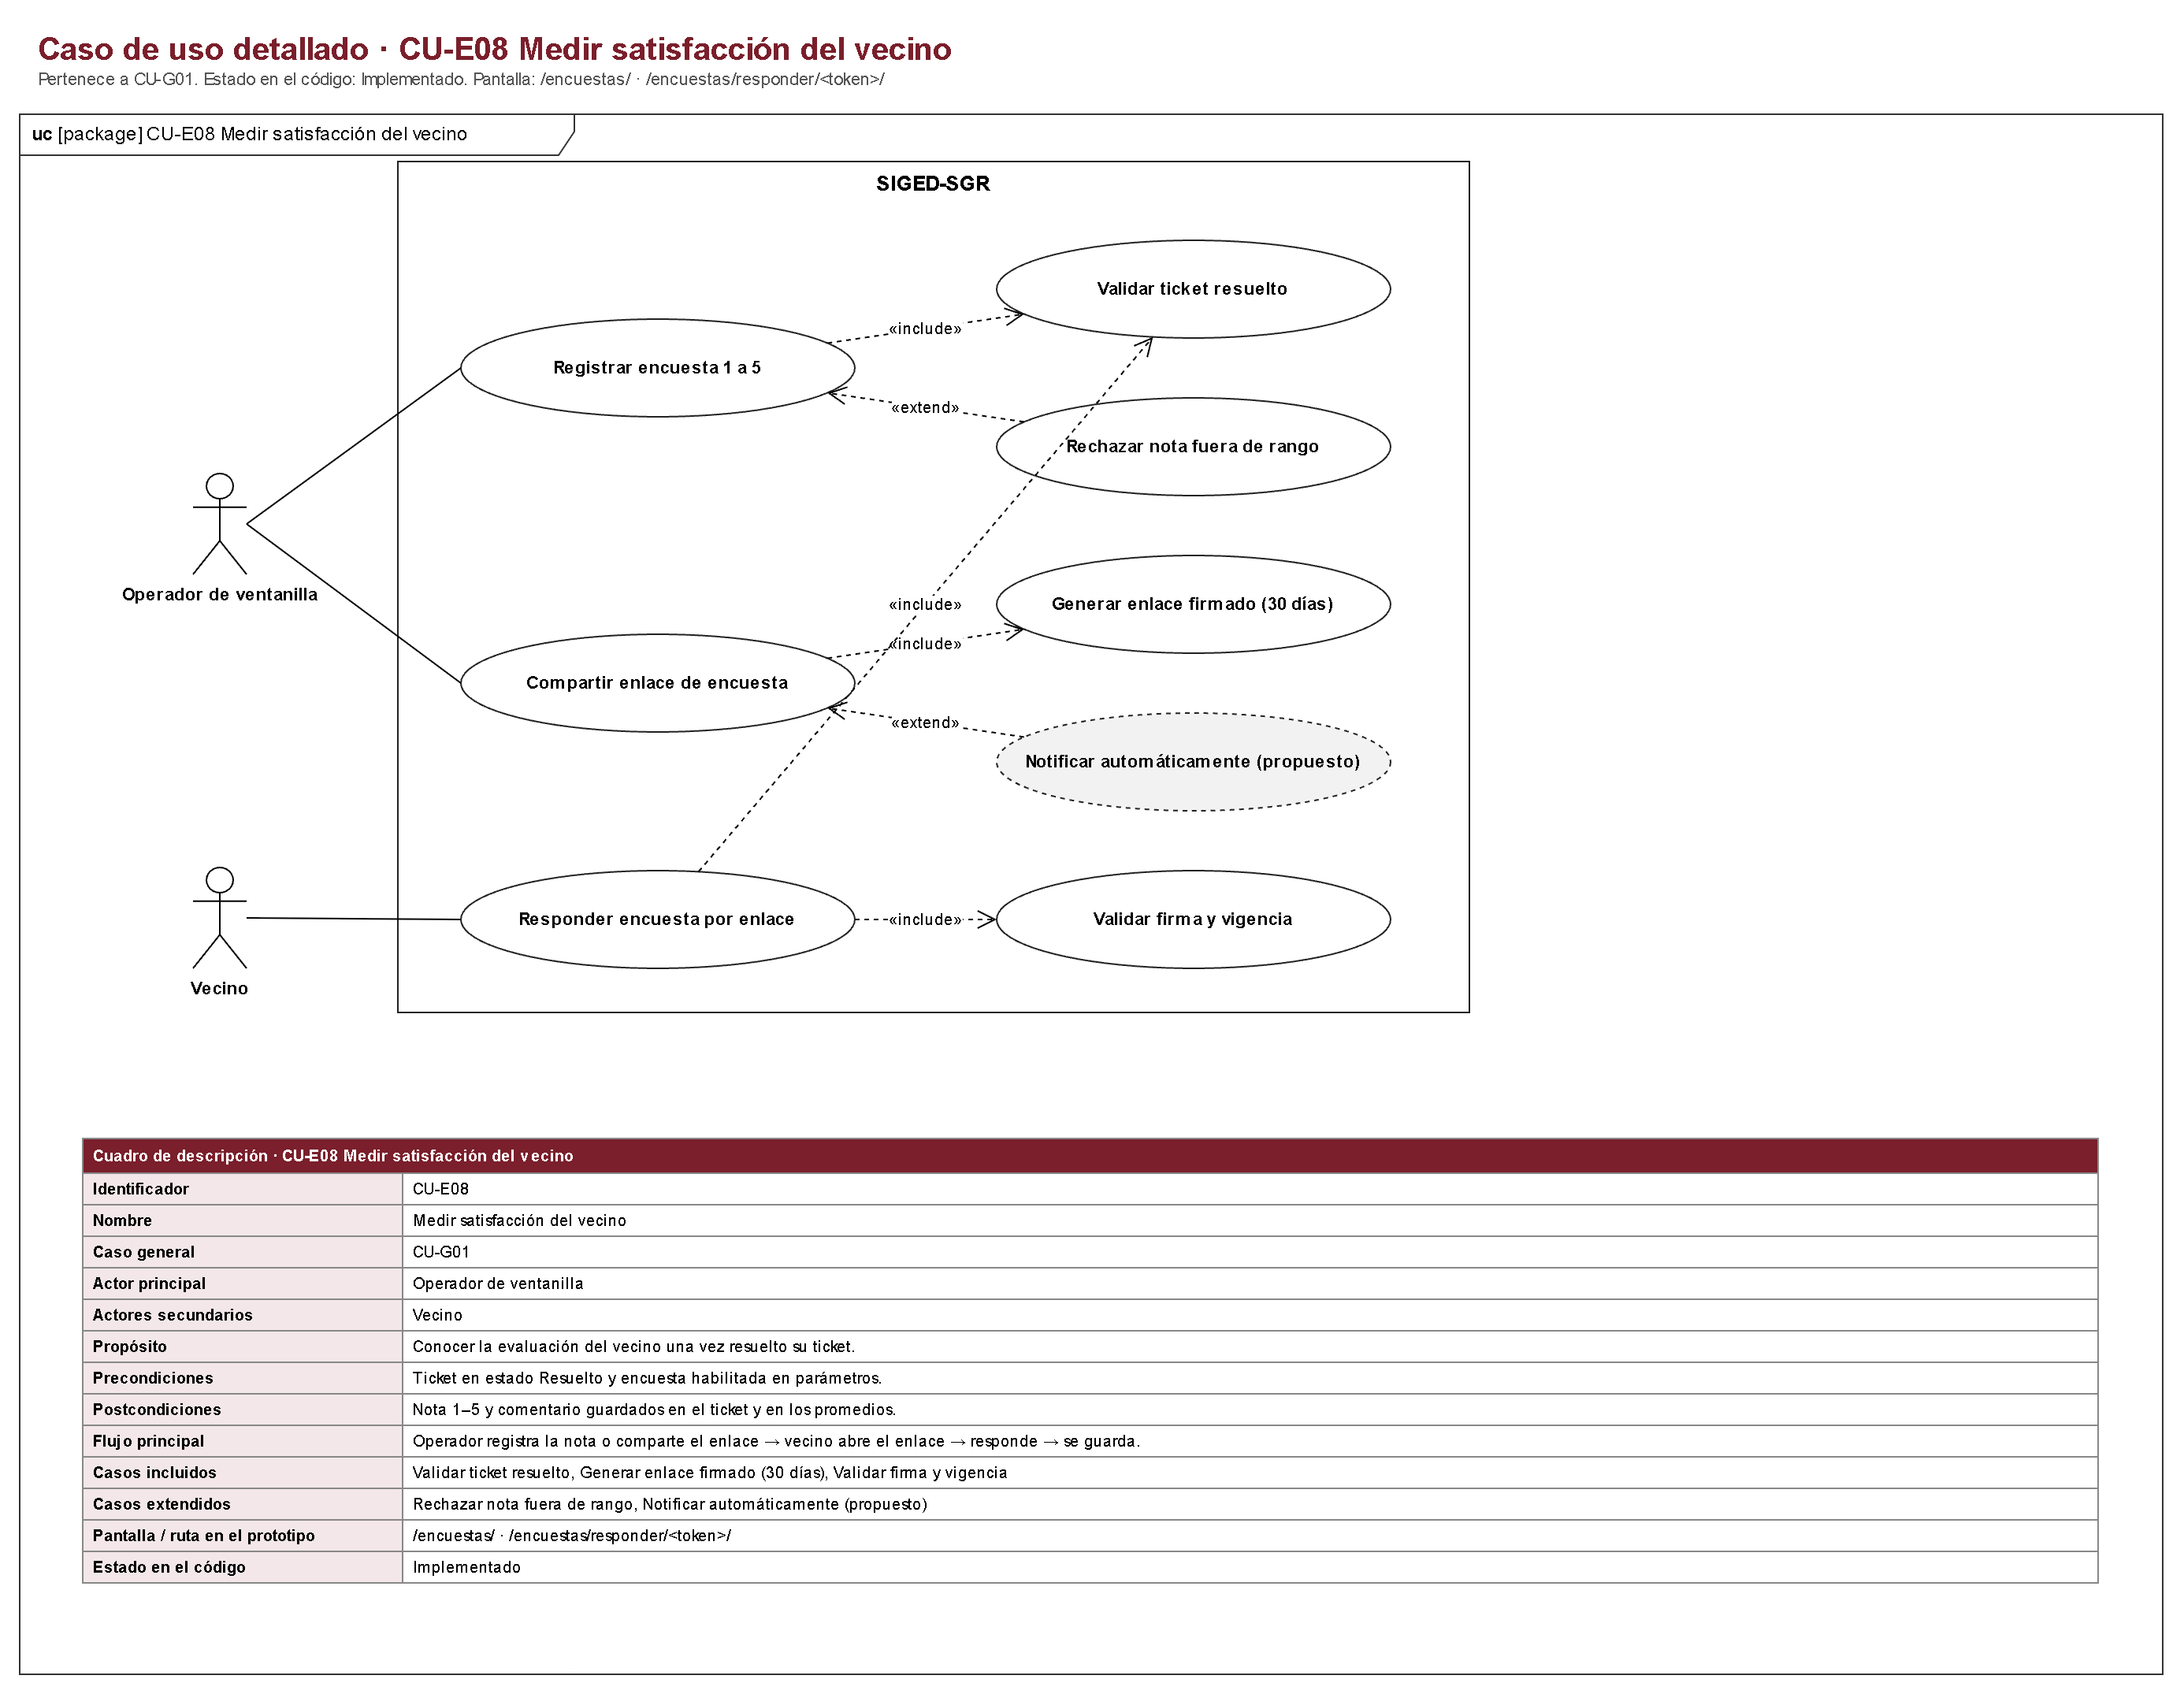 Caso de uso detallado · CU-E08 Medir satisfacción del vecino
Pertenece a CU-G01. Estado en el código: Implementado. Pantalla: /encuestas/ · /encuestas/responder/<token>/
uc [package] CU-E08 Medir satisfacción del vecino
SIGED-SGR
Validar ticket resuelto
«include»
Registrar encuesta 1 a 5
«extend»
Rechazar nota fuera de rango
Operador de ventanilla
«include»
Generar enlace firmado (30 días)
«include»
Compartir enlace de encuesta
«extend»
Notificar automáticamente (propuesto)
Responder encuesta por enlace
«include»
Validar firma y vigencia
Vecino
Cuadro de descripción · CU-E08 Medir satisfacción del vecino
Identificador CU-E08
Nombre Medir satisfacción del vecino
Caso general CU-G01
Actor principal Operador de ventanilla
Actores secundarios Vecino
Propósito Conocer la evaluación del vecino una vez resuelto su ticket.
Precondiciones Ticket en estado Resuelto y encuesta habilitada en parámetros.
Postcondiciones Nota 1–5 y comentario guardados en el ticket y en los promedios.
Flujo principal Operador registra la nota o comparte el enlace → vecino abre el enlace → responde → se guarda.
Casos incluidos Validar ticket resuelto, Generar enlace firmado (30 días), Validar firma y vigencia
Casos extendidos Rechazar nota fuera de rango, Notificar automáticamente (propuesto)
Pantalla / ruta en el prototipo /encuestas/ · /encuestas/responder/<token>/
Estado en el código Implementado